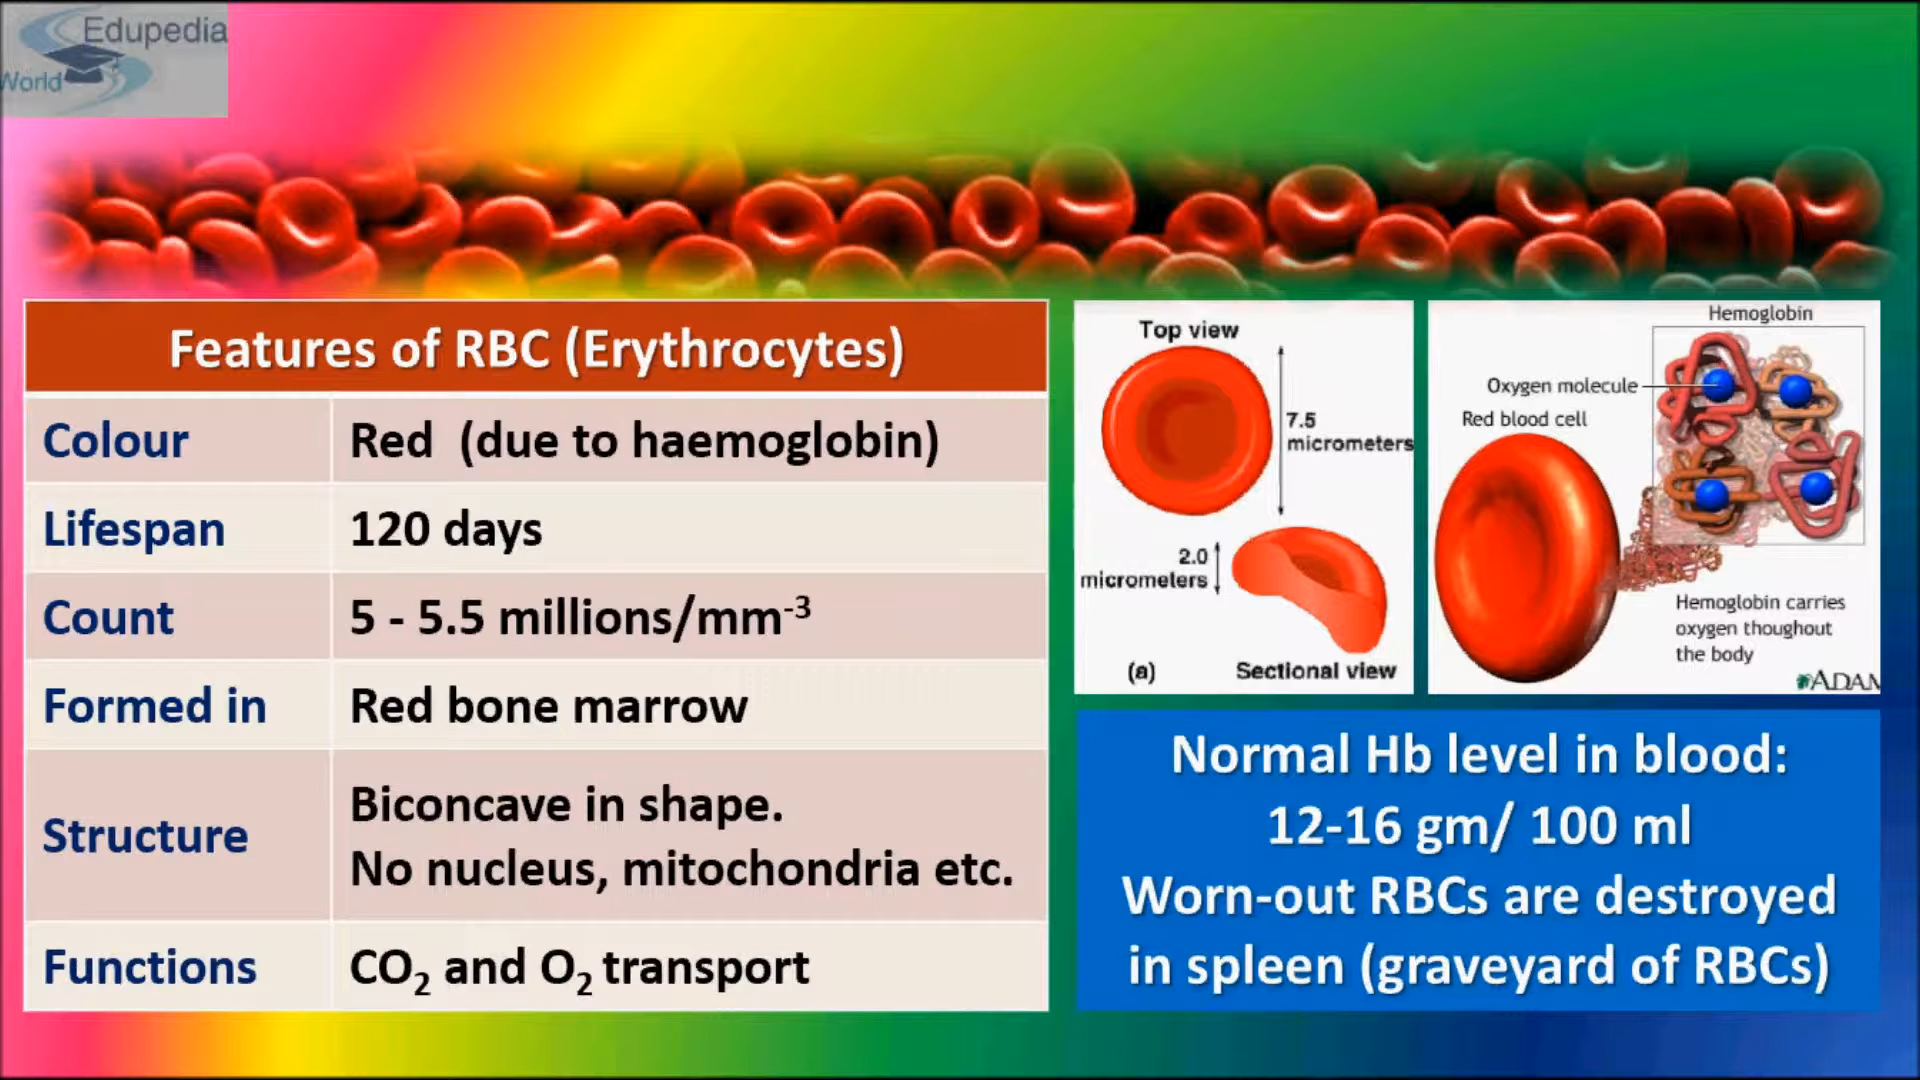 Edupedia
World
Features of RBC (Erythrocytes)
Colour Red (due to haemoglobin)
Lifespan 120 days
Count 5 - 5.5 millions/mm⁻³
Formed in Red bone marrow
Structure Biconcave in shape.
No nucleus, mitochondria etc.
Functions CO₂ and O₂ transport
Top view
7.5
micrometers
2.0
micrometers
(a) Sectional view
Hemoglobin
Oxygen molecule
Red blood cell
Hemoglobin carries
oxygen thoughout
the body
ADAM
Normal Hb level in blood:
12-16 gm/ 100 ml
Worn-out RBCs are destroyed
in spleen (graveyard of RBCs)